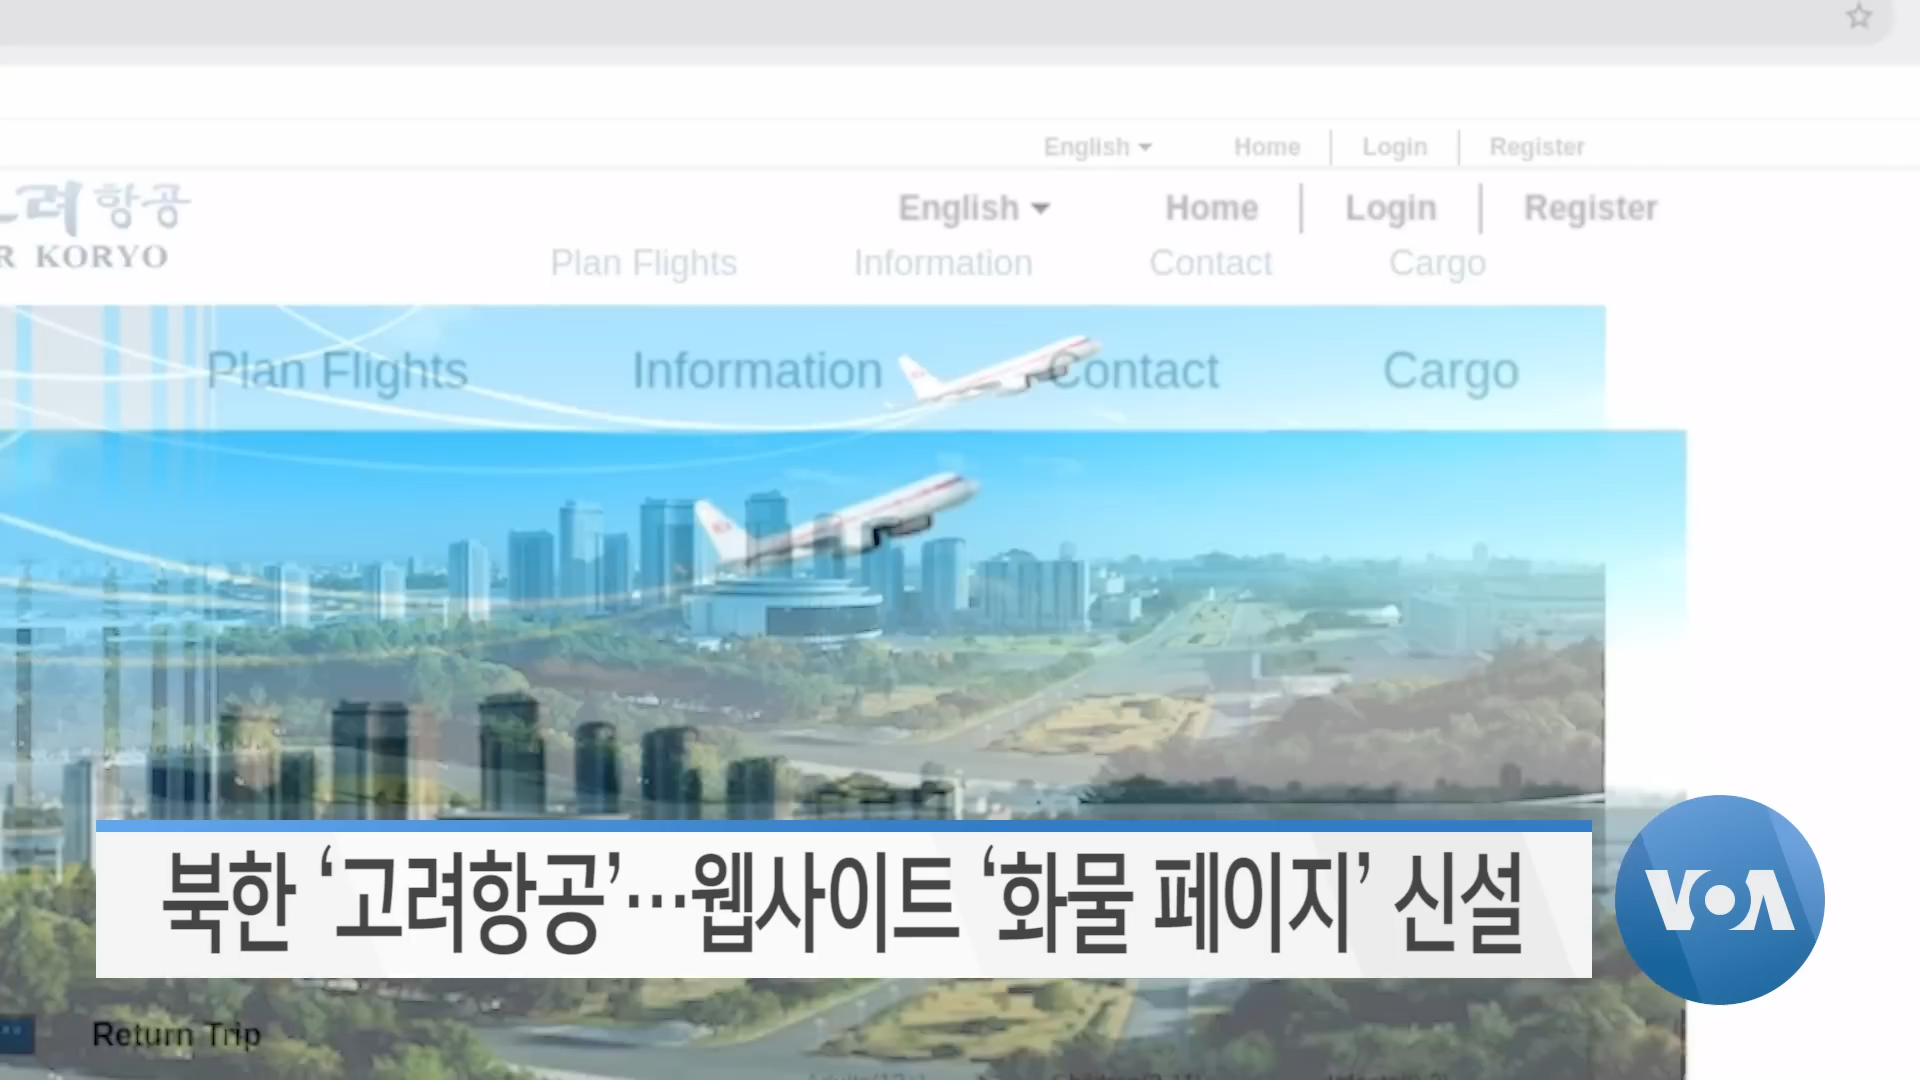 English Home Login Register
고려항공
English Home Login Register
KORYO
Plan Flights Information Contact Cargo
Plan Flights Information Contact Cargo
북한 ‘고려항공’…웹사이트 ‘화물 페이지’ 신설
VOA
Return Trip